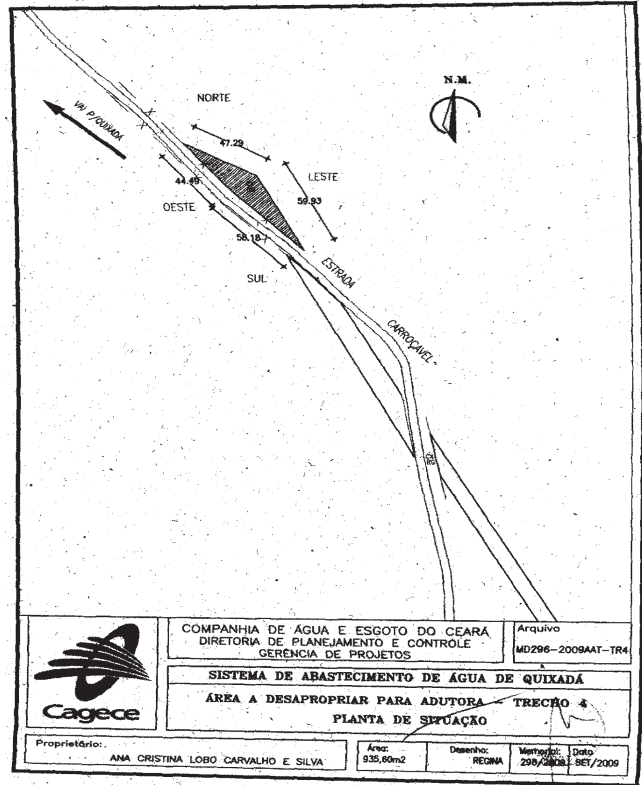 N.M.
NORTE
VAI P/QUIXADÁ
47.29
LESTE
59.93
44.49
OESTE
58.18
SUL
ESTRADA
CARROÇAVEL
COMPANHIA DE ÁGUA E ESGOTO DO CEARÁ
DIRETORIA DE PLANEJAMENTO E CONTROLE
GERÊNCIA DE PROJETOS
Arquivo
MD296-2009AAT-TR4
Cagece
SISTEMA DE ABASTECIMENTO DE ÁGUA DE QUIXADÁ
ÁREA A DESAPROPRIAR PARA ADUTORA - TRECHO 4
PLANTA DE SITUAÇÃO
Proprietário:
ANA CRISTINA LOBO CARVALHO E SILVA
Área:
935,60m2
Desenho:
REGINA
Memorial:
Data
SET/2009